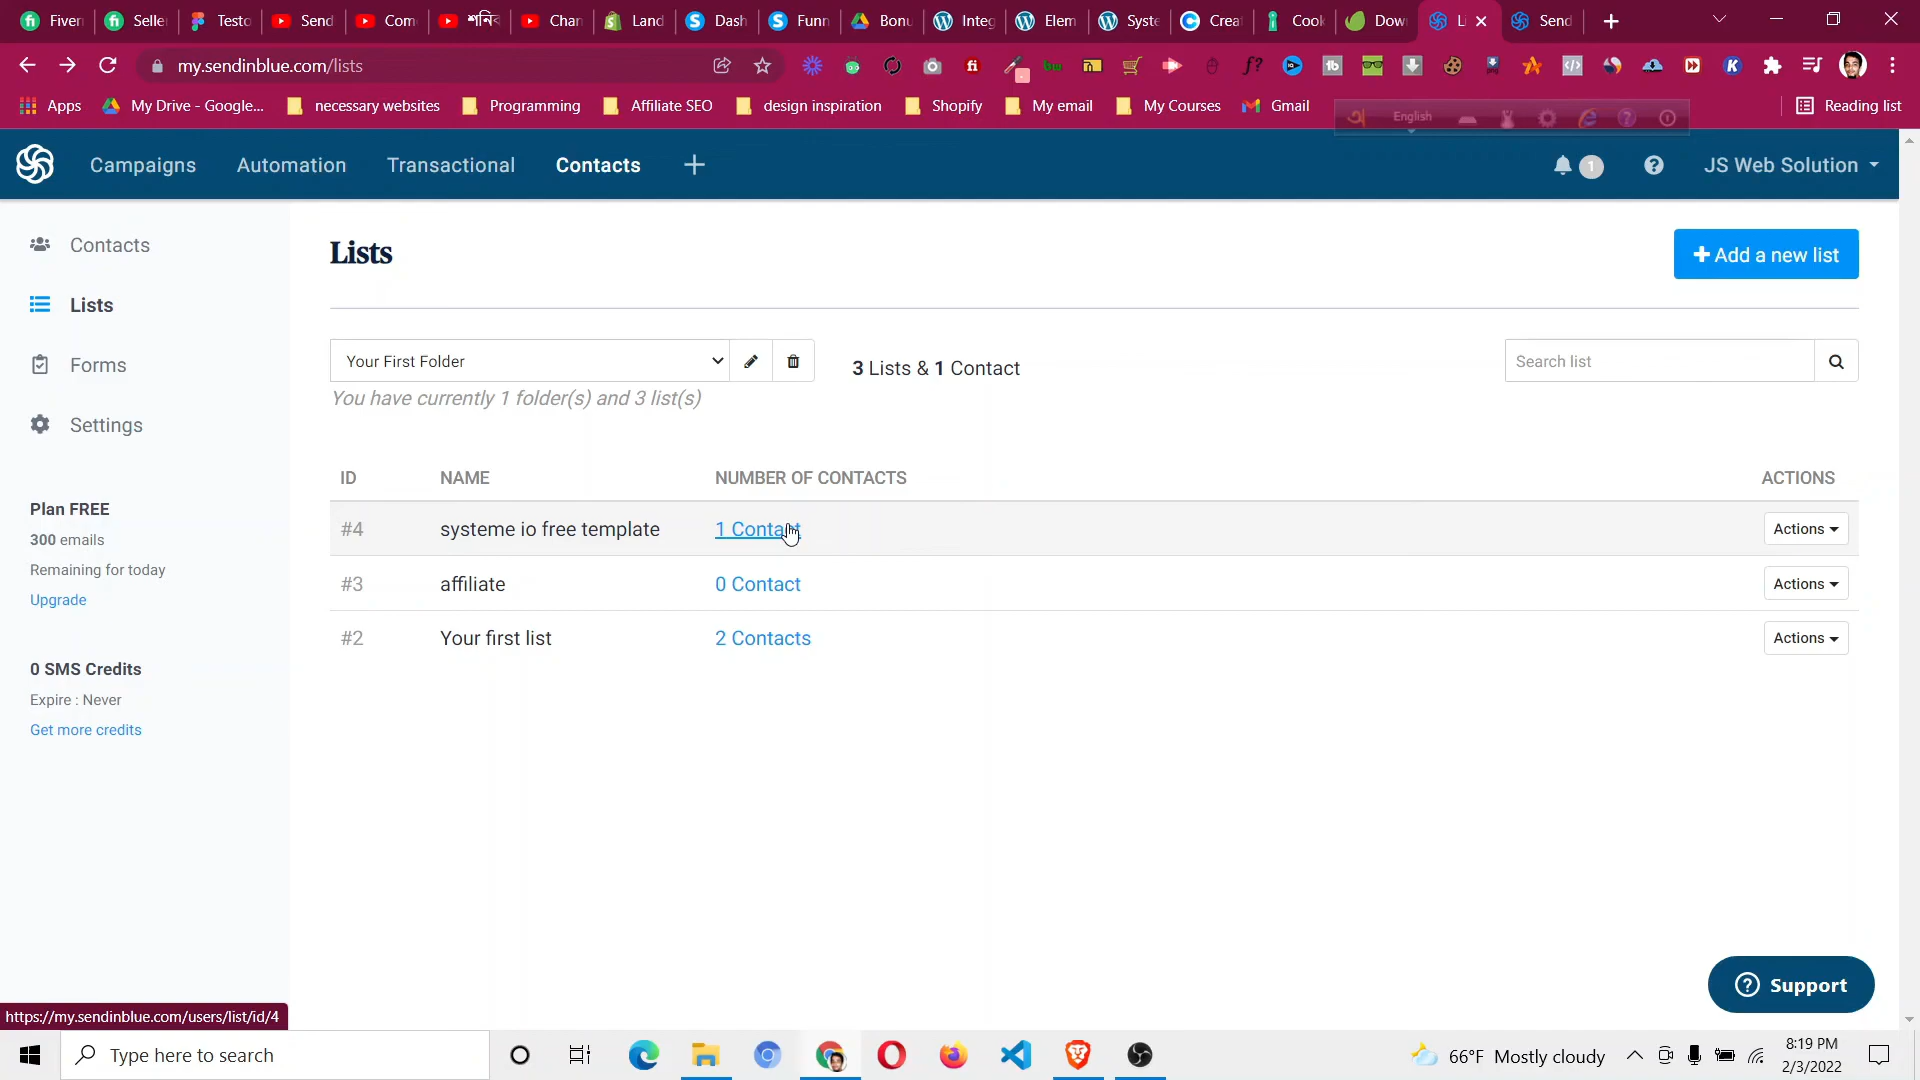 Fiver
Selle
Testo
Send
Com
শনিব
Chan
Land
Dash
Funn
Bonu
Integ
Elem
Syste
Crea
Cook
Dow
Li
Send
my.sendinblue.com/lists
Apps
My Drive - Google...
necessary websites
Programming
Affiliate SEO
design inspiration
Shopify
My email
My Courses
Gmail
English
Reading list
Campaigns
Automation
Transactional
Contacts
1
JS Web Solution
Contacts
Lists
Forms
Settings
Plan FREE
300 emails
Remaining for today
Upgrade
0 SMS Credits
Expire : Never
Get more credits
Lists
Add a new list
Your First Folder
3 Lists & 1 Contact
Search list
You have currently 1 folder(s) and 3 list(s)
ID NAME NUMBER OF CONTACTS ACTIONS
#4 systeme io free template 1 Contact Actions
#3 affiliate 0 Contact Actions
#2 Your first list 2 Contacts Actions
Support
https://my.sendinblue.com/users/list/id/4
Type here to search
66°F Mostly cloudy
8:19 PM
2/3/2022